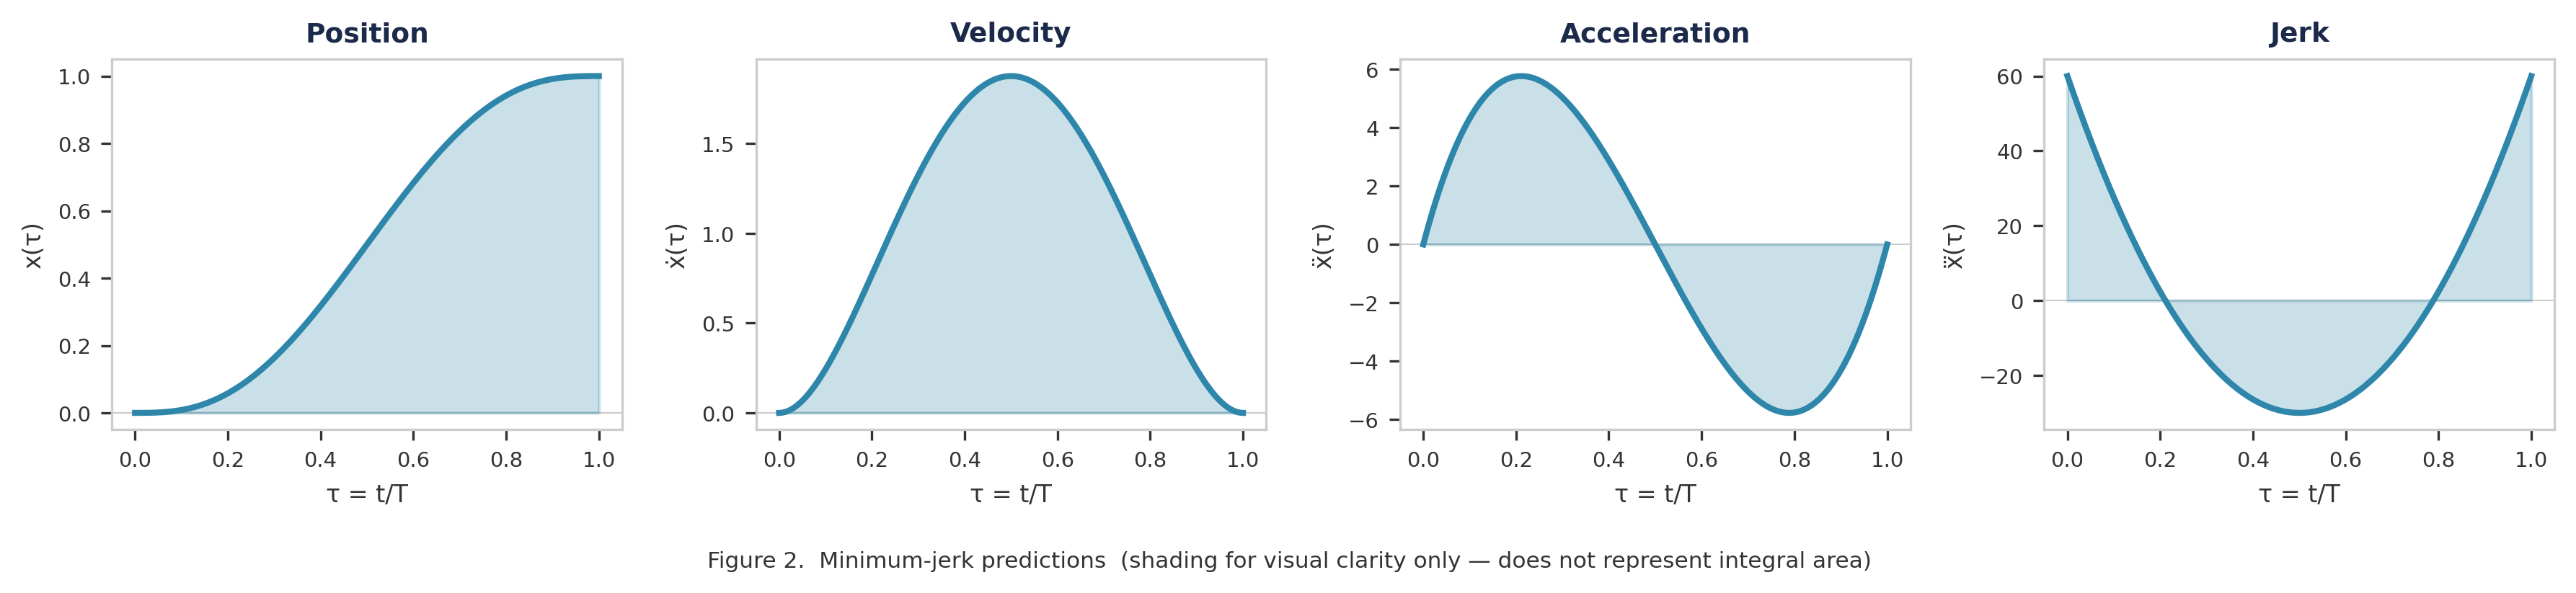 Position
x(τ)
1.0
0.8
0.6
0.4
0.2
0.0
0.0 0.2 0.4 0.6 0.8 1.0
τ = t/T
Velocity
ẋ(τ)
1.5
1.0
0.5
0.0
0.0 0.2 0.4 0.6 0.8 1.0
τ = t/T
Acceleration
ẍ(τ)
6
4
2
0
−2
−4
−6
0.0 0.2 0.4 0.6 0.8 1.0
τ = t/T
Jerk
x⃛(τ)
60
40
20
0
−20
0.0 0.2 0.4 0.6 0.8 1.0
τ = t/T
Figure 2. Minimum-jerk predictions (shading for visual clarity only — does not represent integral area)